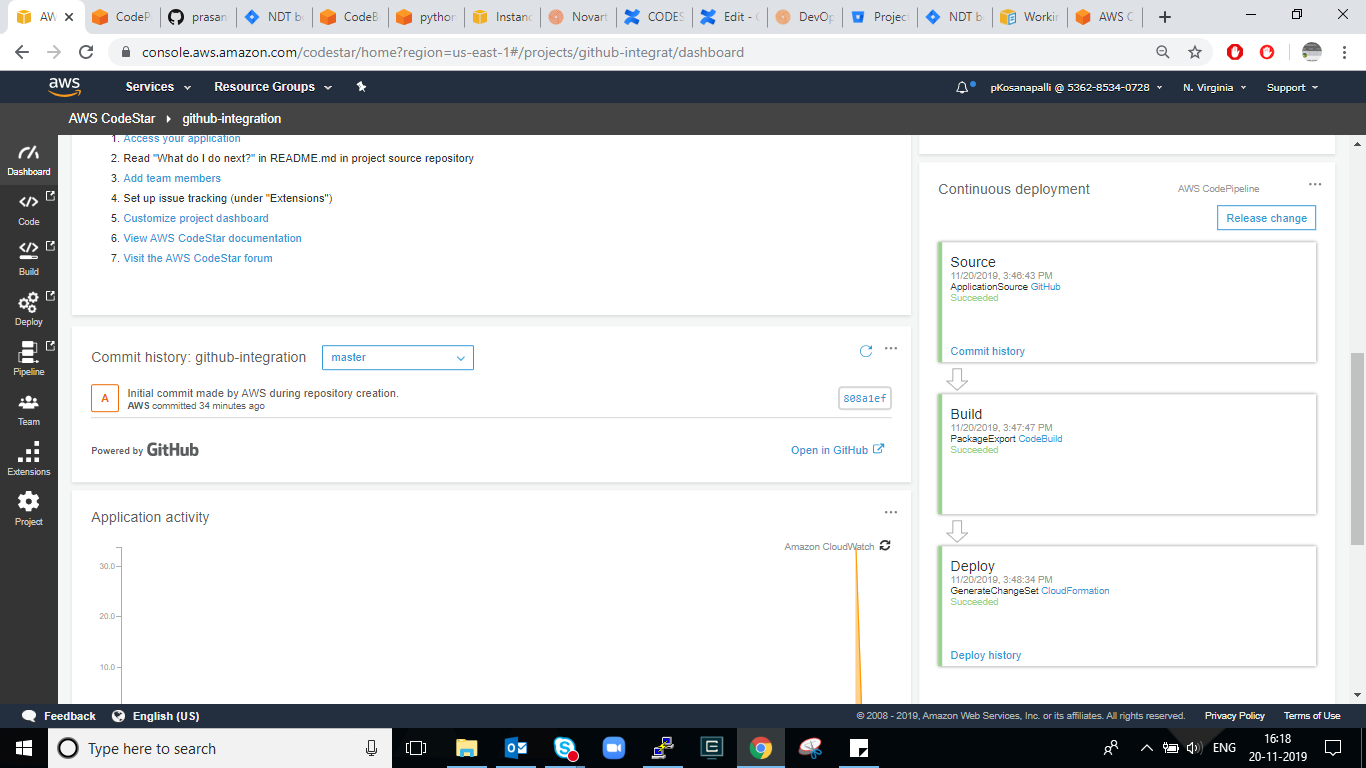 AW
CodeP
prasan
NDT b
CodeB
python
Instanc
Novart
CODES
Edit - C
DevOp
Project
NDT b
Workin
AWS C
console.aws.amazon.com/codestar/home?region=us-east-1#/projects/github-integrat/dashboard
aws
Services
Resource Groups
pKosanapalli @ 5362-8534-0728
N. Virginia
Support
AWS CodeStar
github-integration
Dashboard
Code
Build
Deploy
Pipeline
Team
Extensions
Project
1. Access your application
2. Read "What do I do next?" in README.md in project source repository
3. Add team members
4. Set up issue tracking (under "Extensions")
5. Customize project dashboard
6. View AWS CodeStar documentation
7. Visit the AWS CodeStar forum
Commit history: github-integration
master
A
Initial commit made by AWS during repository creation.
AWS committed 34 minutes ago
808a1ef
Powered by GitHub
Open in GitHub
Application activity
Amazon CloudWatch
30.0
20.0
10.0
Continuous deployment
AWS CodePipeline
Release change
Source
11/20/2019, 3:46:43 PM
ApplicationSource GitHub
Succeeded
Commit history
Build
11/20/2019, 3:47:47 PM
PackageExport CodeBuild
Succeeded
Deploy
11/20/2019, 3:48:34 PM
GenerateChangeSet CloudFormation
Succeeded
Deploy history
Feedback
English (US)
© 2008 - 2019, Amazon Web Services, Inc. or its affiliates. All rights reserved.
Privacy Policy
Terms of Use
Type here to search
ENG
16:18
20-11-2019